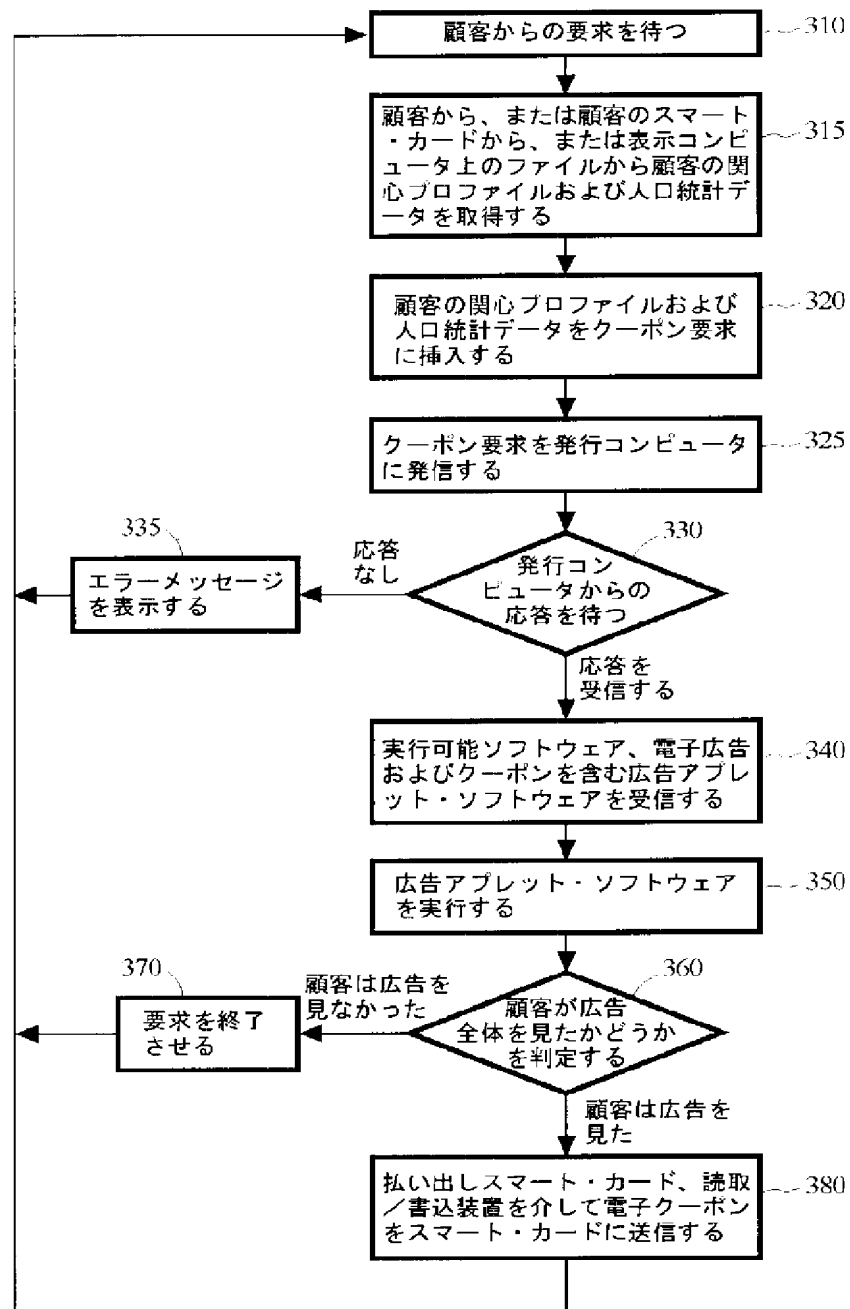 顧客からの要求を待つ
310
顧客から、または顧客のスマート
・カードから、または表示コンピ
ュータ上のファイルから顧客の関
心プロファイルおよび人口統計デ
ータを取得する
315
顧客の関心プロファイルおよび
人口統計データをクーポン要求
に挿入する
320
クーポン要求を発行コンピュータ
に発信する
325
330
発行コン
ピュータからの
応答を待つ
応答
なし
335
エラーメッセージ
を表示する
応答を
受信する
実行可能ソフトウェア、電子広告
およびクーポンを含む広告アプレ
ット・ソフトウェアを受信する
340
広告アプレット・ソフトウェア
を実行する
350
360
顧客が広告
全体を見たかどうか
を判定する
顧客は広告を
見なかった
370
要求を終了
させる
顧客は広告を
見た
払い出しスマート・カード、読取
／書込装置を介して電子クーポン
をスマート・カードに送信する
380